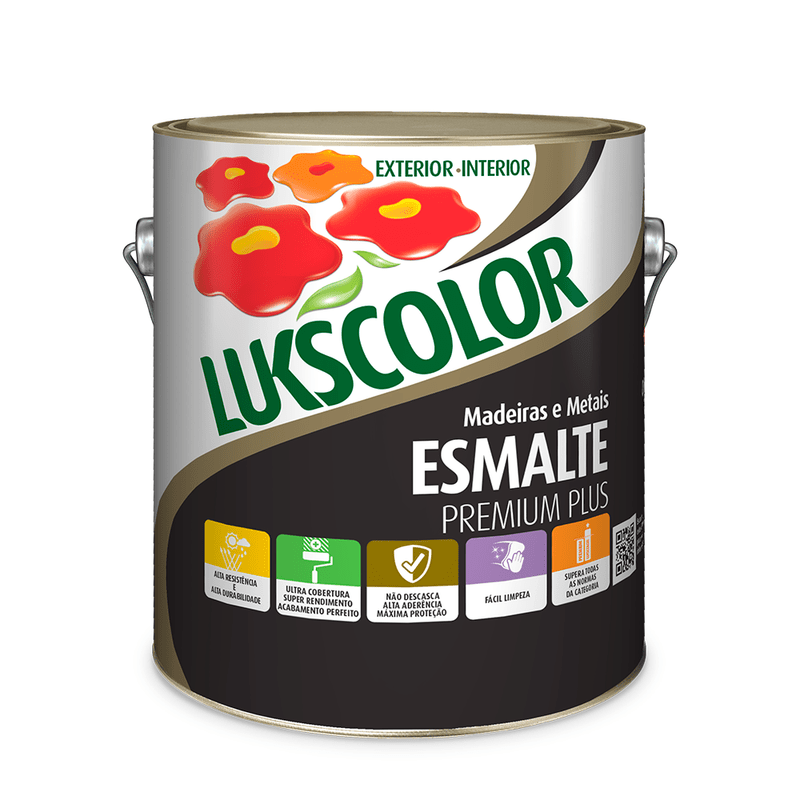 EXTERIOR • INTERIOR
LUKSCOLOR
Madeiras e Metais
ESMALTE
PREMIUM PLUS
ALTA RESISTÊNCIA
E
ALTA DURABILIDADE
ULTRA COBERTURA
SUPER RENDIMENTO
ACABAMENTO PERFEITO
NÃO DESCASCA
ALTA ADERÊNCIA
MÁXIMA PROTEÇÃO
FÁCIL LIMPEZA
SUPERA TODAS
AS NORMAS
DA CATEGORIA